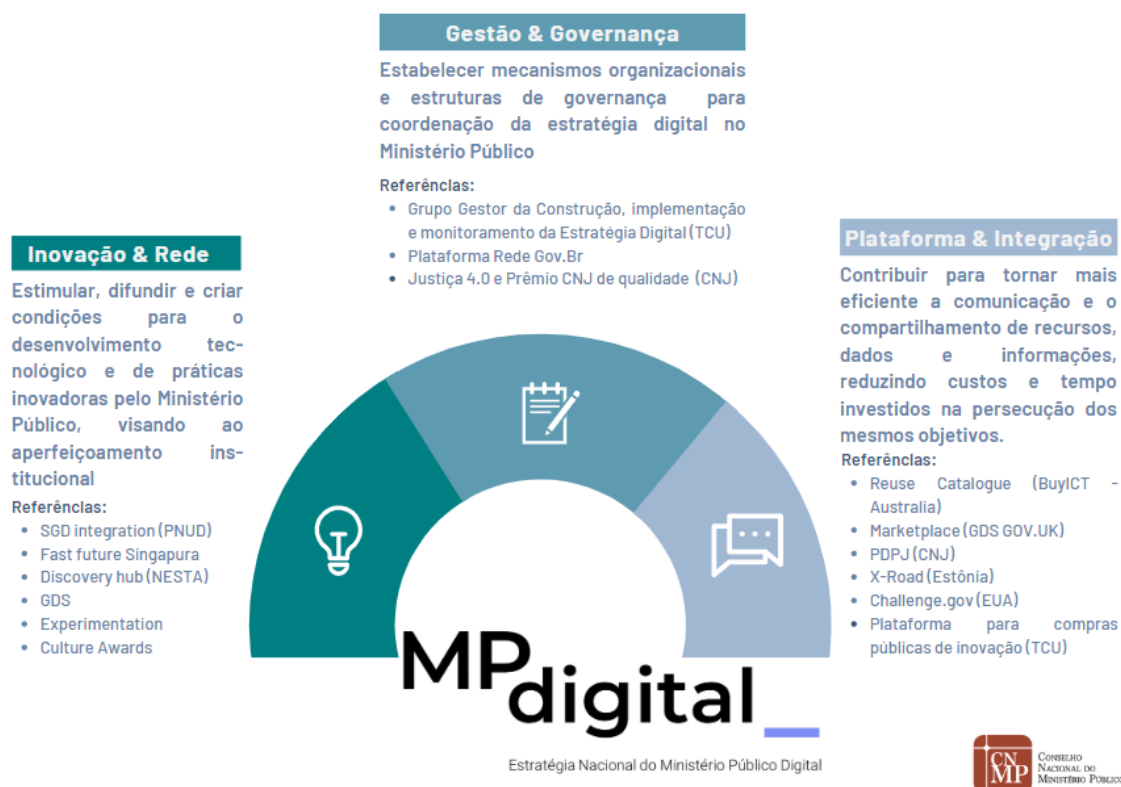 Gestão & Governança
Estabelecer mecanismos organizacionais
e estruturas de governança para
coordenação da estratégia digital no
Ministério Público
Referências:
• Grupo Gestor da Construção, implementação
e monitoramento da Estratégia Digital (TCU)
• Plataforma Rede Gov.Br
• Justiça 4.0 e Prêmio CNJ de qualidade (CNJ)
Inovação & Rede
Estimular, difundir e criar
condições para o
desenvolvimento tec-
nológico e de práticas
inovadoras pelo Ministério
Público, visando ao
aperfeiçoamento ins-
titucional
Referências:
• SGD integration (PNUD)
• Fast future Singapura
• Discovery hub (NESTA)
• GDS
• Experimentation
• Culture Awards
Plataforma & Integração
Contribuir para tornar mais
eficiente a comunicação e o
compartilhamento de recursos,
dados e informações,
reduzindo custos e tempo
investidos na persecução dos
mesmos objetivos.
Referências:
• Reuse Catalogue (BuyICT -
Australia)
• Marketplace (GDS GOV.UK)
• PDPJ (CNJ)
• X-Road (Estônia)
• Challenge.gov (EUA)
• Plataforma para compras
públicas de inovação (TCU)
MP
digital_
Estratégia Nacional do Ministério Público Digital
CN
MP
CONSELHO
NACIONAL DO
MINISTÉRIO PÚBLICO